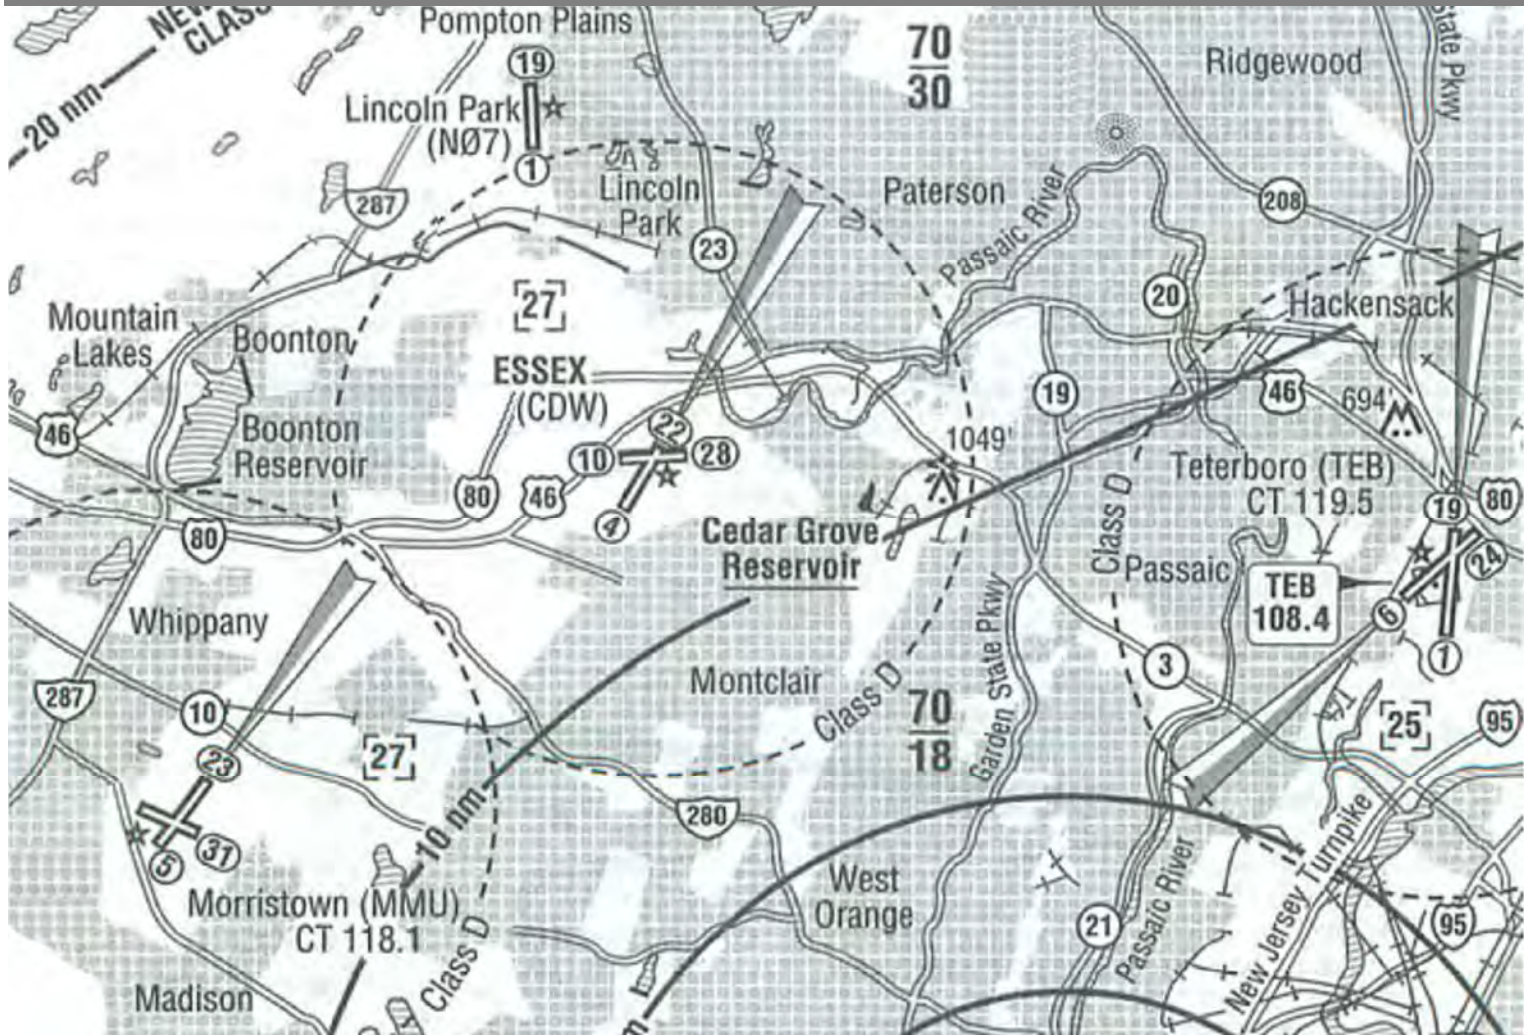 NEW
CLASS
20 nm
Pompton Plains
19
Lincoln Park
(NØ7)
1
70
30
Ridgewood
State Pkwy
287
Lincoln
Park
Paterson
Passaic River
208
23
20
Hackensack
[27]
Mountain
Lakes
Boonton
ESSEX
(CDW)
19
46
694'
46
Boonton
Reservoir
22
10
28
1049'
Teterboro (TEB)
CT 119.5
80
46
80
19
80
4
Cedar Grove
Reservoir
Class D
Passaic
24
TEB
108.4
6
1
Whippany
Montclair
Class D
Garden State Pkwy
3
287
10
70
18
[25]
95
23
[27]
10 nm
280
31
5
Morristown (MMU)
CT 118.1
Class D
West
Orange
21
Passaic River
New Jersey Turnpike
95
Madison